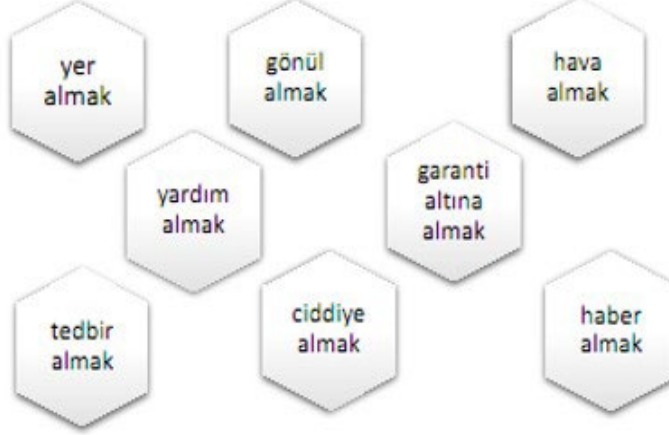 yer
almak
gönül
almak
hava
almak
yardım
almak
garanti
altına
almak
tedbir
almak
ciddiye
almak
haber
almak